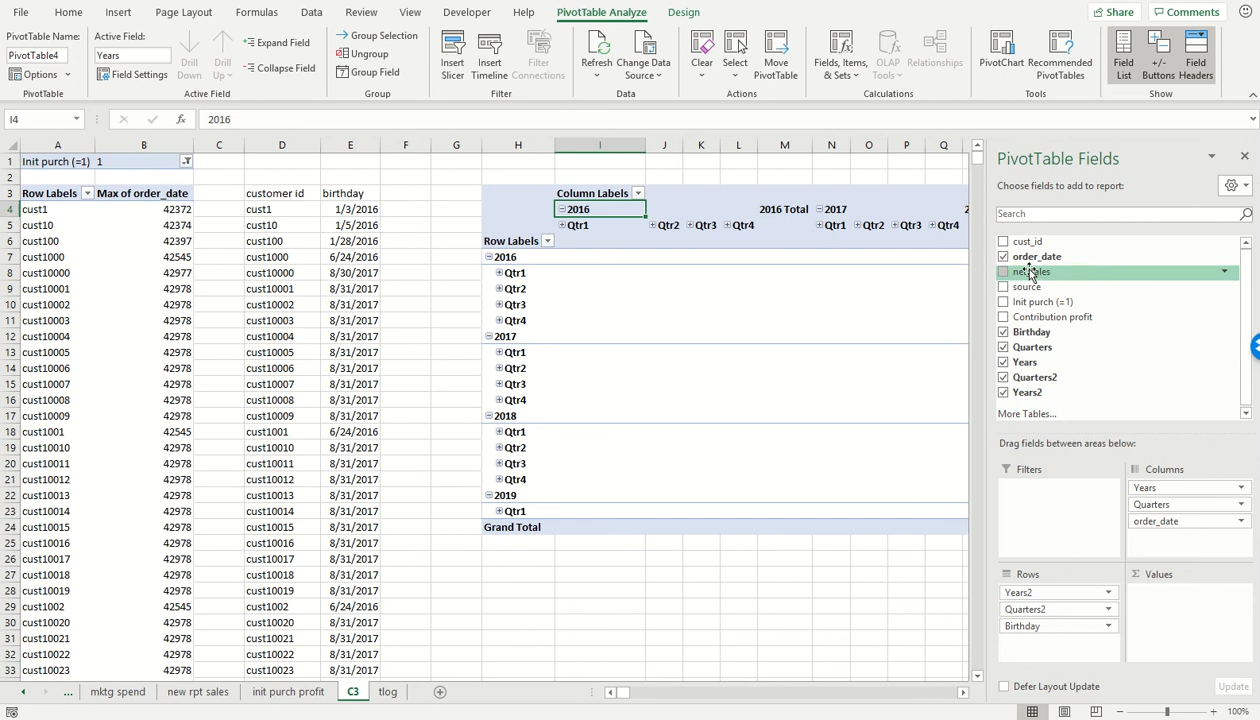 File Home Insert Page Layout Formulas Data Review View Developer Help PivotTable Analyze Design Share Comments
PivotTable Name:
PivotTable4
Options
PivotTable
Active Field:
Years
Field Settings
Drill Down
Drill Up
Expand Field
Collapse Field
Active Field
Group Selection
Ungroup
Group Field
Group
Insert Slicer
Insert Timeline
Filter Connections
Filter
Refresh
Change Data Source
Data
Clear
Select
Move PivotTable
Actions
Fields, Items, & Sets
OLAP Tools
Relationships
Calculations
PivotChart
Recommended PivotTables
Tools
Field List
+/- Buttons
Field Headers
Show
I4 fx 2016
A B C D E F G H I J K L M N O P Q
1 Init purch (=1) 1
2
3 Row Labels Max of order_date customer id birthday Column Labels
4 cust1 42372 cust1 1/3/2016 2016 2016 Total 2017 2
5 cust10 42374 cust10 1/5/2016 Qtr1 Qtr2 Qtr3 Qtr4 Qtr1 Qtr2 Qtr3 Qtr4
6 cust100 42397 cust100 1/28/2016 Row Labels
7 cust1000 42545 cust1000 6/24/2016 2016
8 cust10000 42977 cust10000 8/30/2017 Qtr1
9 cust10001 42978 cust10001 8/31/2017 Qtr2
10 cust10002 42978 cust10002 8/31/2017 Qtr3
11 cust10003 42978 cust10003 8/31/2017 Qtr4
12 cust10004 42978 cust10004 8/31/2017 2017
13 cust10005 42978 cust10005 8/31/2017 Qtr1
14 cust10006 42978 cust10006 8/31/2017 Qtr2
15 cust10007 42978 cust10007 8/31/2017 Qtr3
16 cust10008 42978 cust10008 8/31/2017 Qtr4
17 cust10009 42978 cust10009 8/31/2017 2018
18 cust1001 42545 cust1001 6/24/2016 Qtr1
19 cust10010 42978 cust10010 8/31/2017 Qtr2
20 cust10011 42978 cust10011 8/31/2017 Qtr3
21 cust10012 42978 cust10012 8/31/2017 Qtr4
22 cust10013 42978 cust10013 8/31/2017 2019
23 cust10014 42978 cust10014 8/31/2017 Qtr1
24 cust10015 42978 cust10015 8/31/2017 Grand Total
25 cust10016 42978 cust10016 8/31/2017
26 cust10017 42978 cust10017 8/31/2017
27 cust10018 42978 cust10018 8/31/2017
28 cust10019 42978 cust10019 8/31/2017
29 cust1002 42545 cust1002 6/24/2016
30 cust10020 42978 cust10020 8/31/2017
31 cust10021 42978 cust10021 8/31/2017
32 cust10022 42978 cust10022 8/31/2017
33 cust10023 42978 cust10023 8/31/2017
... mktg spend new rpt sales init purch profit C3 tlog
PivotTable Fields
Choose fields to add to report:
Search
cust_id
order_date
source
Init purch (=1)
Contribution profit
Birthday
Quarters
Years
Quarters2
Years2
More Tables...
Drag fields between areas below:
Filters
Columns
Years
Quarters
order_date
Rows
Years2
Quarters2
Birthday
Σ Values
Defer Layout Update Update
100%